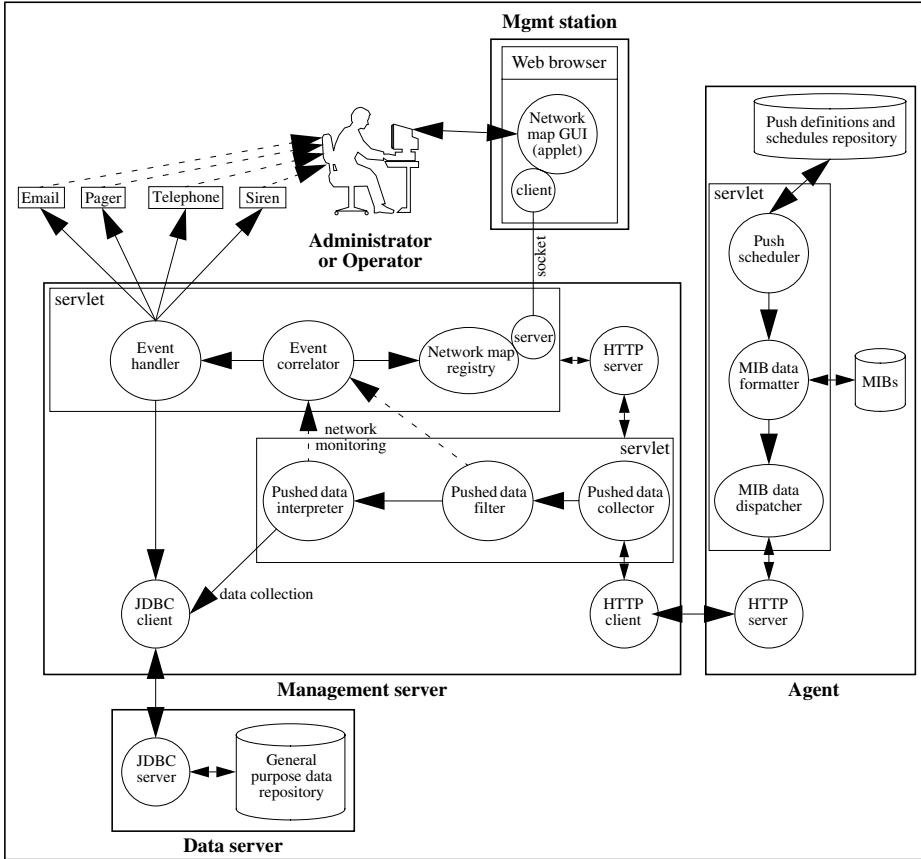 Mgmt station
Web browser
Network
map GUI
(applet)
client
Push definitions and
schedules repository
servlet
Push
scheduler
Email
Pager
Telephone
Siren
Administrator
or Operator
socket
servlet
server
Event
handler
Event
correlator
Network map
registry
HTTP
server
MIB data
formatter
MIBs
network
monitoring
servlet
Pushed data
interpreter
Pushed data
filter
Pushed data
collector
MIB data
dispatcher
data collection
JDBC
client
HTTP
client
HTTP
server
Management server
Agent
JDBC
server
General
purpose data
repository
Data server